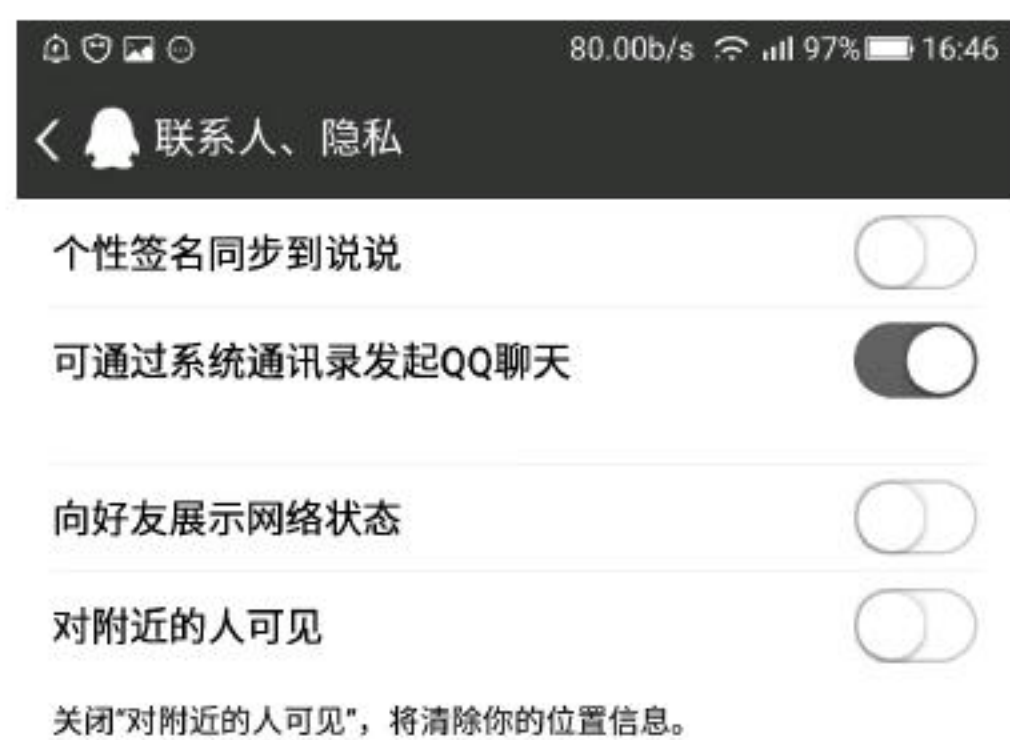 80.00b/s 97% 16:46
联系人、隐私
个性签名同步到说说
可通过系统通讯录发起QQ聊天
向好友展示网络状态
对附近的人可见
关闭“对附近的人可见”，将清除你的位置信息。